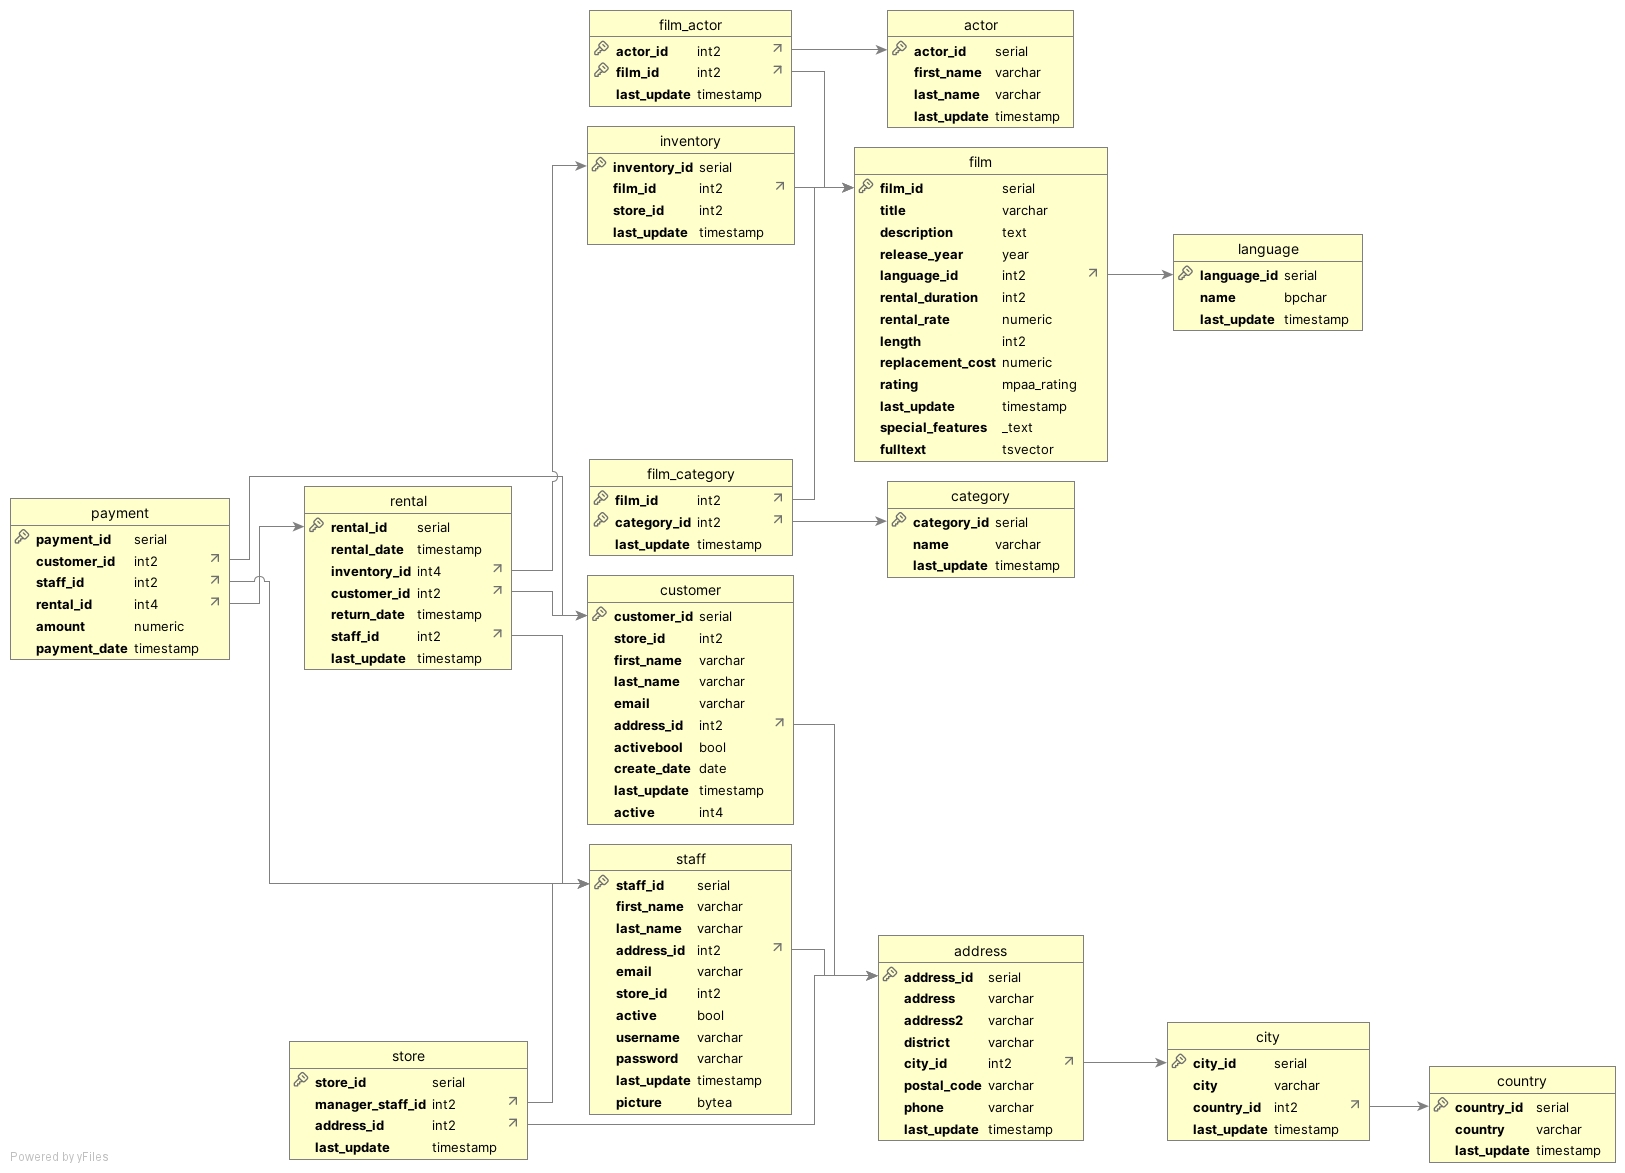 film_actor
actor_id int2
film_id int2
last_update timestamp
actor
actor_id serial
first_name varchar
last_name varchar
last_update timestamp
inventory
inventory_id serial
film_id int2
store_id int2
last_update timestamp
film
film_id serial
title varchar
description text
release_year year
language_id int2
rental_duration int2
rental_rate numeric
length int2
replacement_cost numeric
rating mpaa_rating
last_update timestamp
special_features _text
fulltext tsvector
language
language_id serial
name bpchar
last_update timestamp
film_category
film_id int2
category_id int2
last_update timestamp
category
category_id serial
name varchar
last_update timestamp
payment
payment_id serial
customer_id int2
staff_id int2
rental_id int4
amount numeric
payment_date timestamp
rental
rental_id serial
rental_date timestamp
inventory_id int4
customer_id int2
return_date timestamp
staff_id int2
last_update timestamp
customer
customer_id serial
store_id int2
first_name varchar
last_name varchar
email varchar
address_id int2
activebool bool
create_date date
last_update timestamp
active int4
staff
staff_id serial
first_name varchar
last_name varchar
address_id int2
email varchar
store_id int2
active bool
username varchar
password varchar
last_update timestamp
picture bytea
address
address_id serial
address varchar
address2 varchar
district varchar
city_id int2
postal_code varchar
phone varchar
last_update timestamp
store
store_id serial
manager_staff_id int2
address_id int2
last_update timestamp
city
city_id serial
city varchar
country_id int2
last_update timestamp
country
country_id serial
country varchar
last_update timestamp
Powered by yFiles